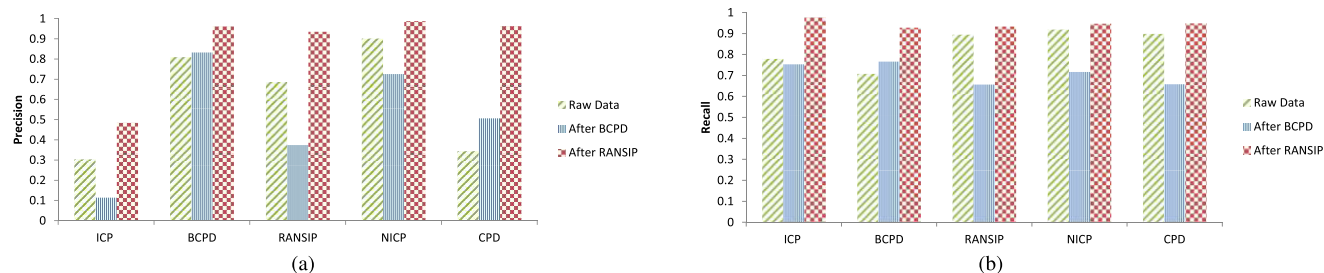 1
0.9
0.8
0.7
0.6
0.5
0.4
0.3
0.2
0.1
0
Precision
ICP BCPD RANSIP NICP CPD
Raw Data
After BCPD
After RANSIP
(a)
1
0.9
0.8
0.7
0.6
0.5
0.4
0.3
0.2
0.1
0
Recall
ICP BCPD RANSIP NICP CPD
Raw Data
After BCPD
After RANSIP
(b)